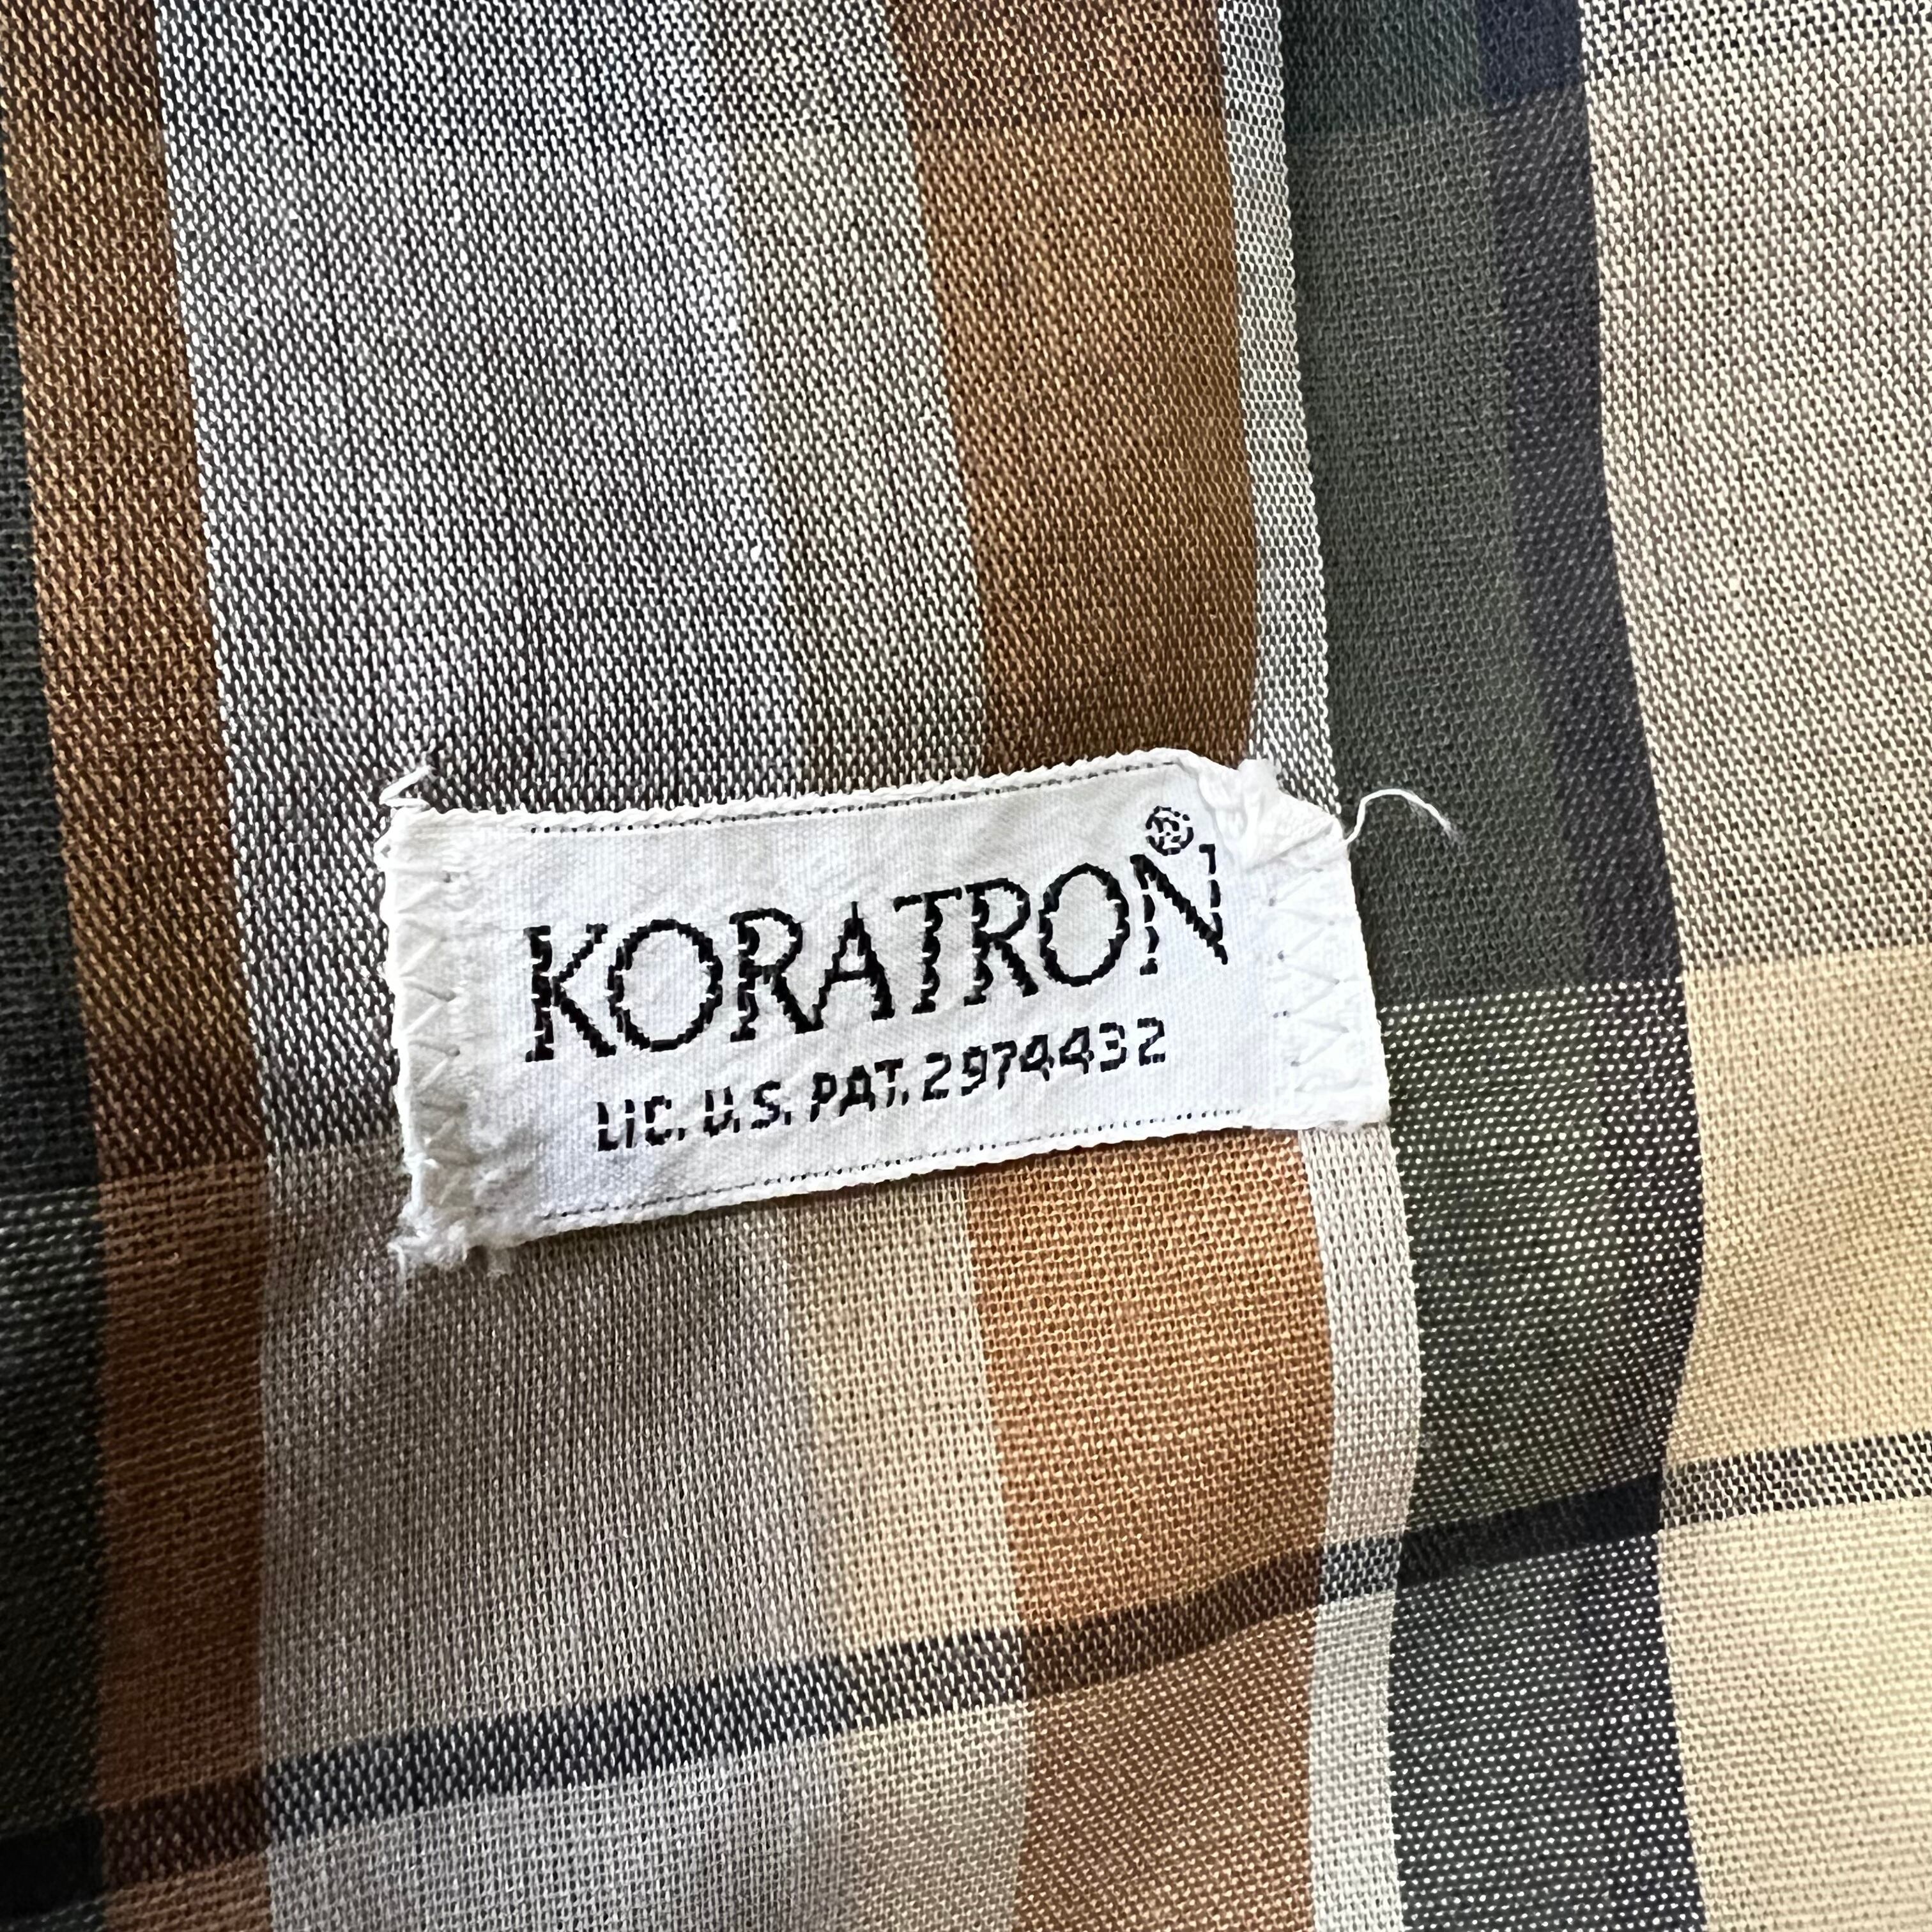 KORATRON®
LIC. U.S. PAT. 2974432